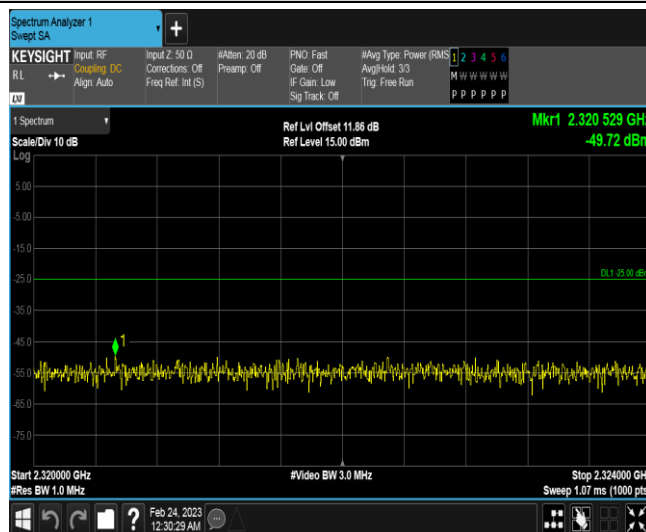 Spectrum Analyzer 1
Swept SA
+
KEYSIGHT Input: RF Input Z: 50 Ω #Atten: 20 dB PNO: Fast #Avg Type: Power (RMS 1 2 3 4 5 6
RL Coupling: DC Corrections: Off Preamp: Off Gate: Off Avg|Hold: 3/3 M W W W W W
Align: Auto Freq Ref: Int (S) IF Gain: Low Trig: Free Run
LXI Sig Track: Off P P P P P P
1 Spectrum Ref Lvl Offset 11.86 dB Mkr1 2.320 529 GHz
Scale/Div 10 dB Ref Level 15.00 dBm -49.72 dBm
Log
5.00
-5.00
-15.0
-25.0 DL1 -25.00 dBm
-35.0
-45.0 1
-55.0
-65.0
-75.0
Start 2.320000 GHz #Video BW 3.0 MHz Stop 2.324000 GHz
#Res BW 1.0 MHz Sweep 1.07 ms (1000 pts
? Feb 24, 2023
12:30:29 AM